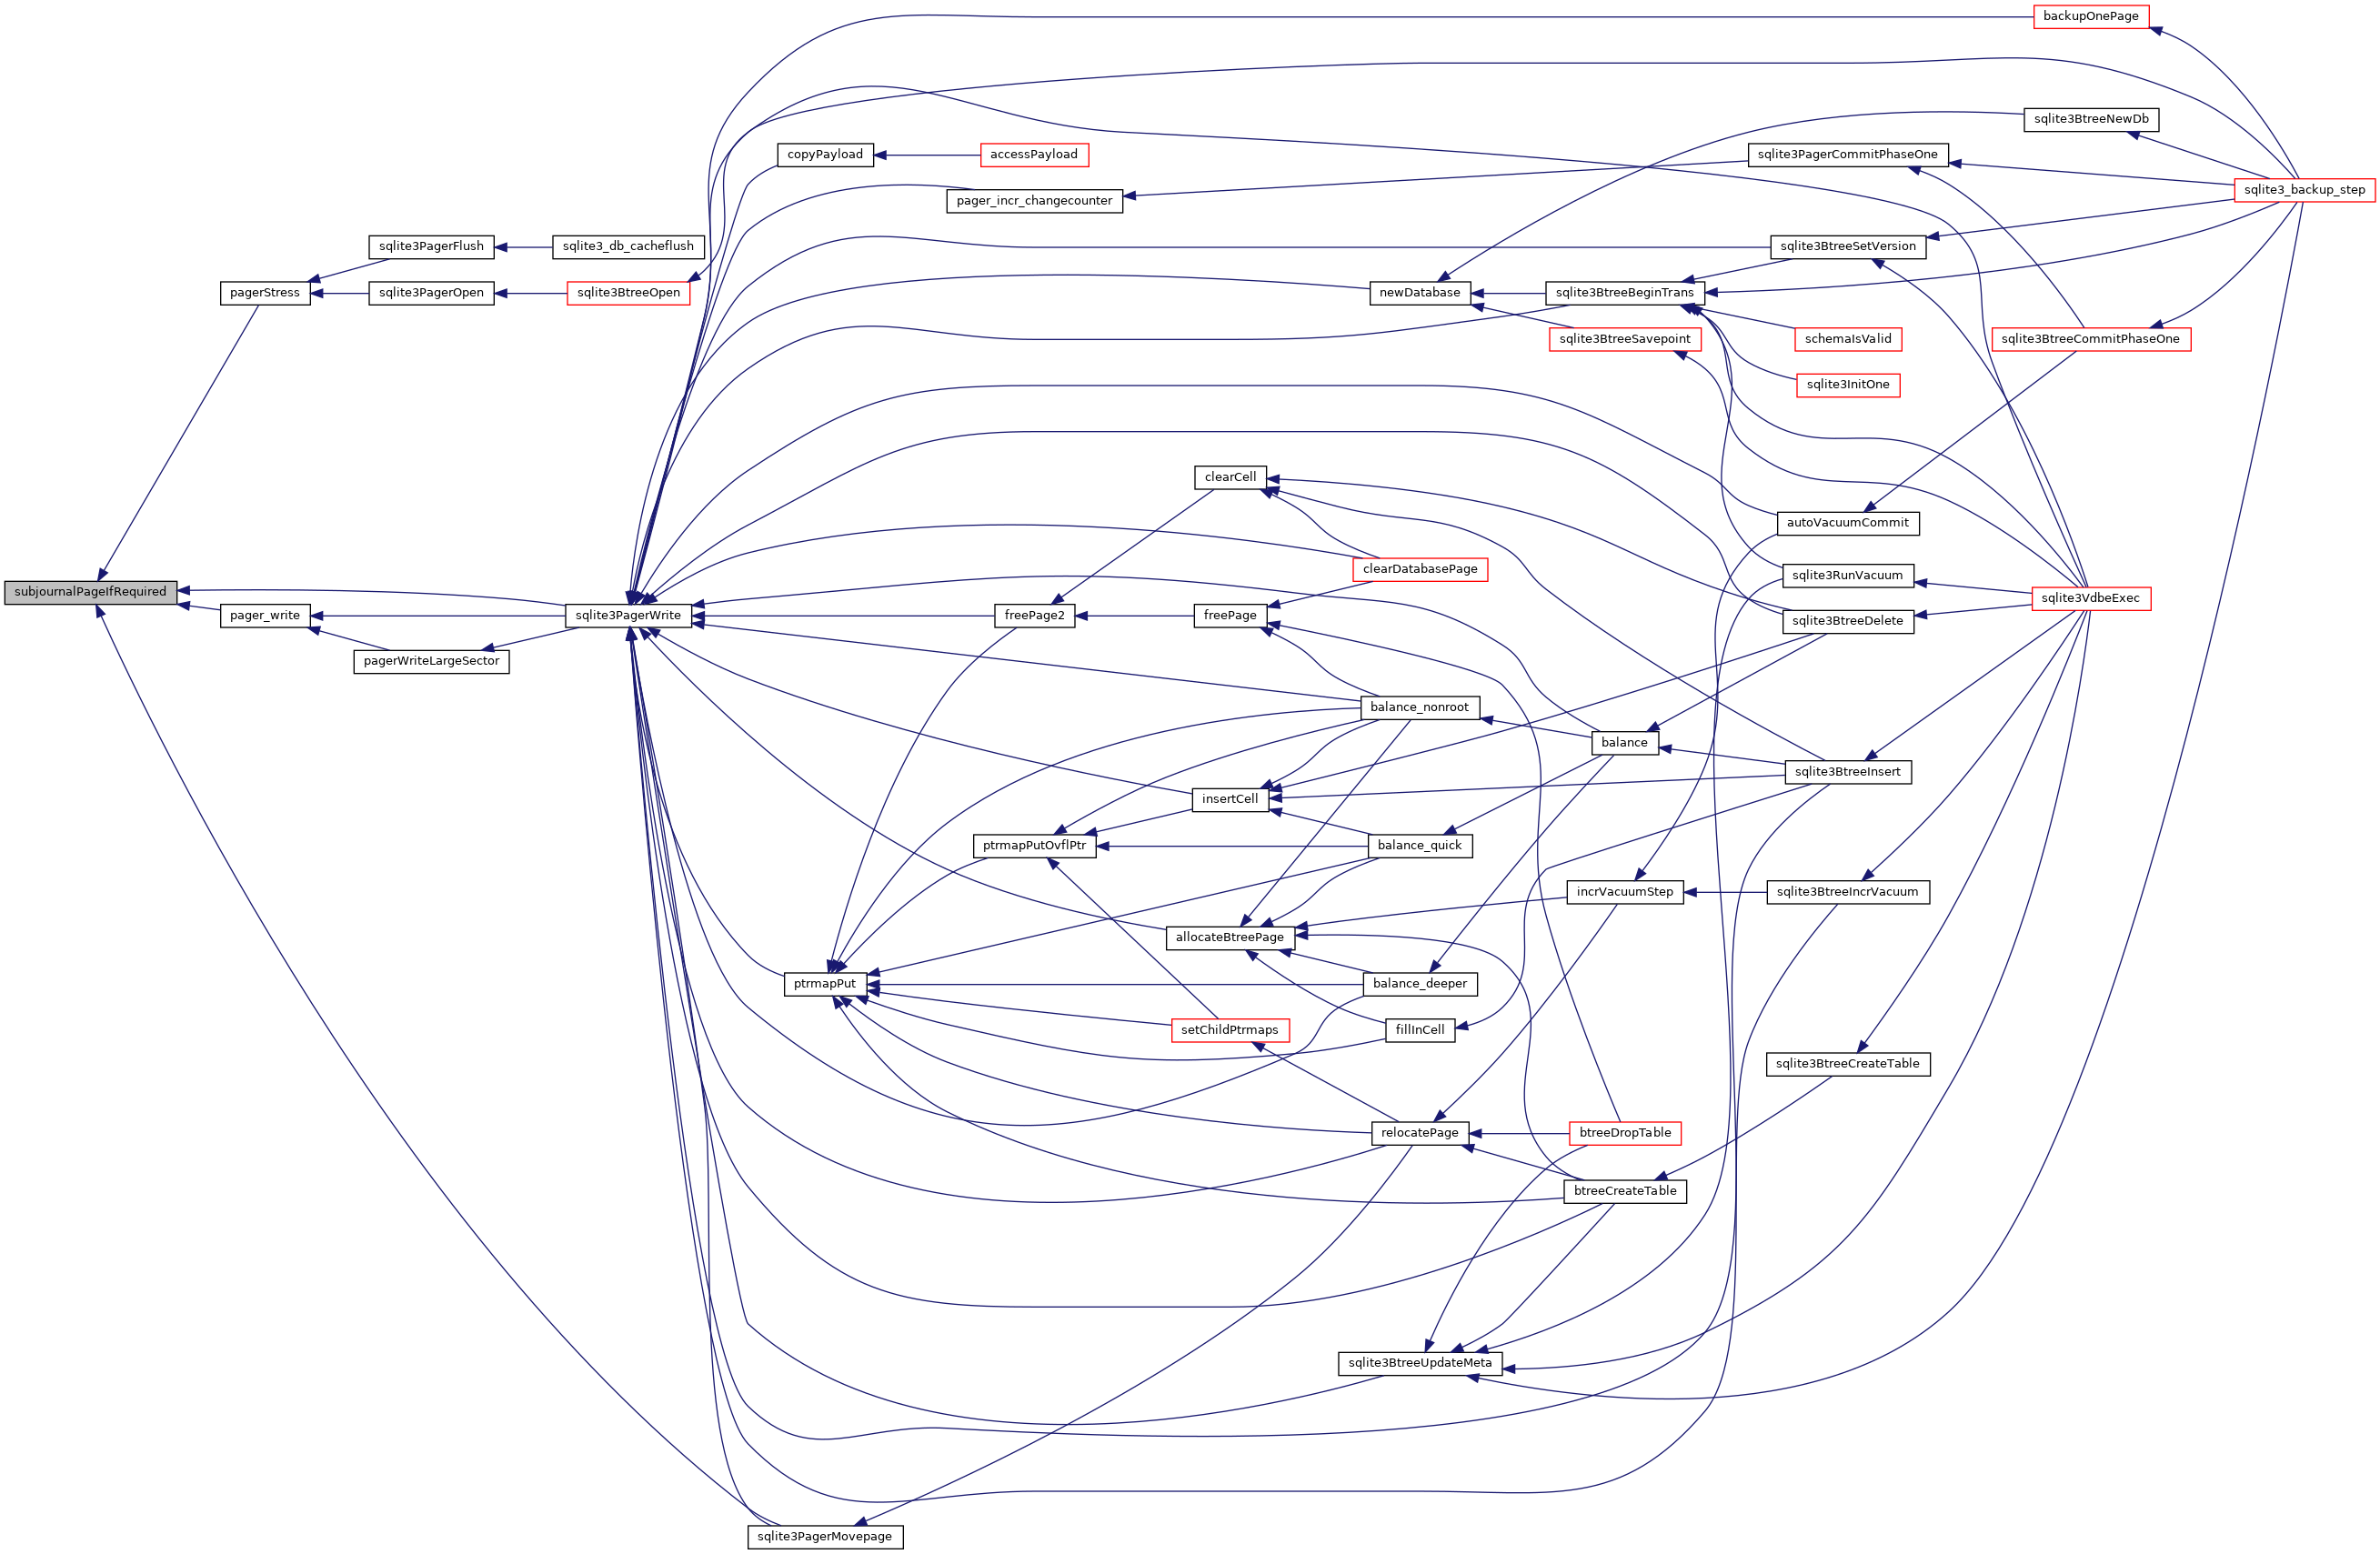 backupOnePage
sqlite3BtreeNewDb
copyPayload
accessPayload
sqlite3PagerCommitPhaseOne
sqlite3_backup_step
pager_incr_changecounter
sqlite3PagerFlush
sqlite3_db_cacheflush
sqlite3BtreeSetVersion
pagerStress
sqlite3PagerOpen
sqlite3BtreeOpen
newDatabase
sqlite3BtreeBeginTrans
sqlite3BtreeSavepoint
schemaIsValid
sqlite3BtreeCommitPhaseOne
sqlite3InitOne
clearCell
autoVacuumCommit
clearDatabasePage
sqlite3RunVacuum
subjournalPageIfRequired
sqlite3VdbeExec
pager_write
sqlite3PagerWrite
freePage2
freePage
sqlite3BtreeDelete
pagerWriteLargeSector
balance_nonroot
balance
sqlite3BtreeInsert
insertCell
ptrmapPutOvflPtr
balance_quick
incrVacuumStep
sqlite3BtreeIncrVacuum
allocateBtreePage
ptrmapPut
balance_deeper
setChildPtrmaps
fillInCell
sqlite3BtreeCreateTable
relocatePage
btreeDropTable
btreeCreateTable
sqlite3BtreeUpdateMeta
sqlite3PagerMovepage